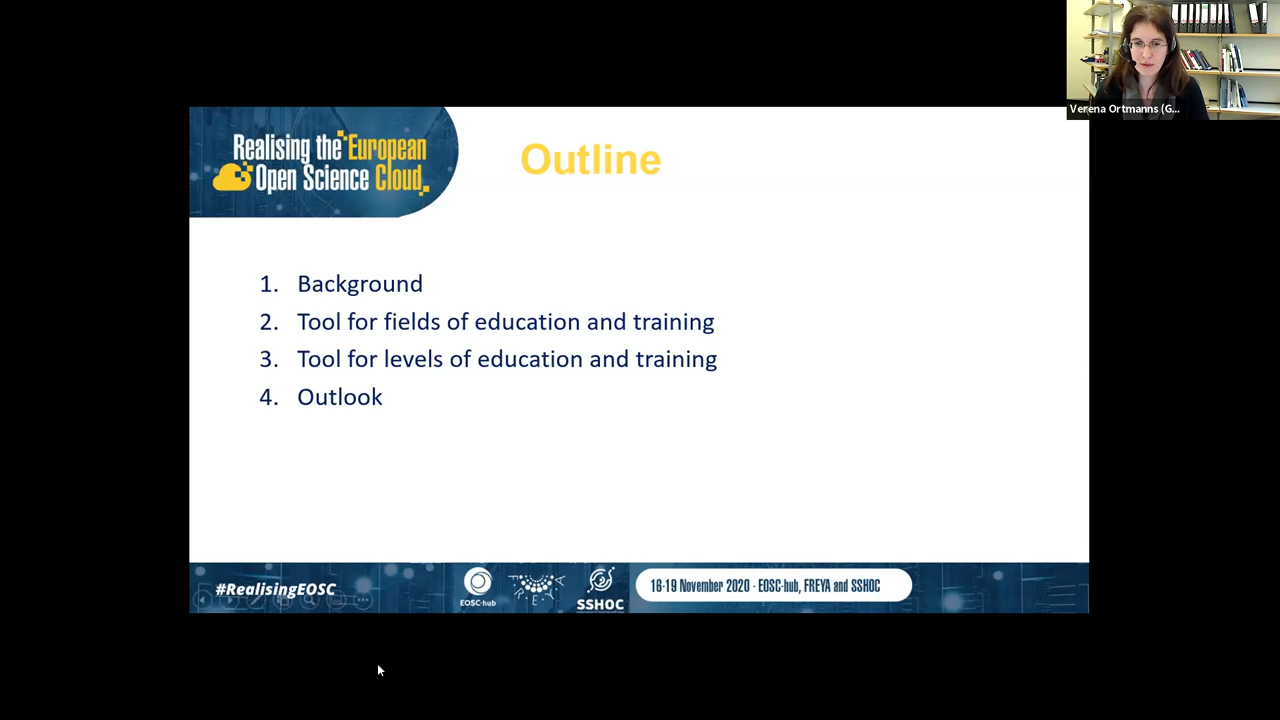 Verena Ortmanns (G...
Realising the European
Open Science Cloud
Outline
1. Background
2. Tool for fields of education and training
3. Tool for levels of education and training
4. Outlook
#RealisingEOSC
EOSC-hub
FREYA
SSHOC
16-19 November 2020 - EOSC-hub, FREYA and SSHOC